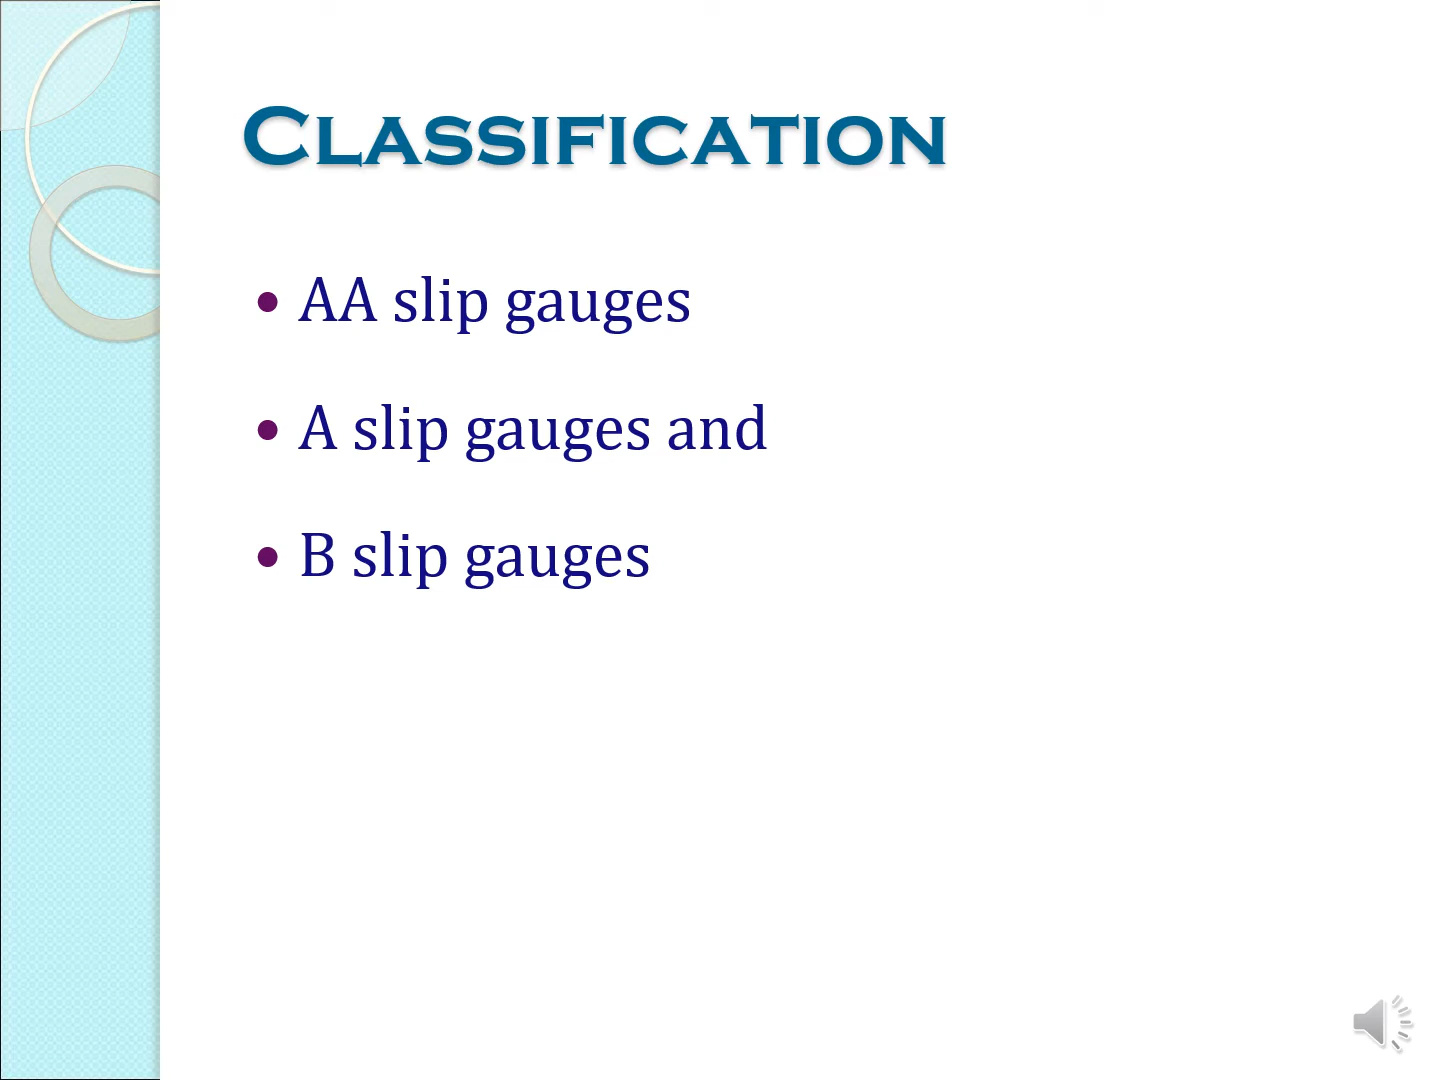 Classification
• AA slip gauges
• A slip gauges and
• B slip gauges